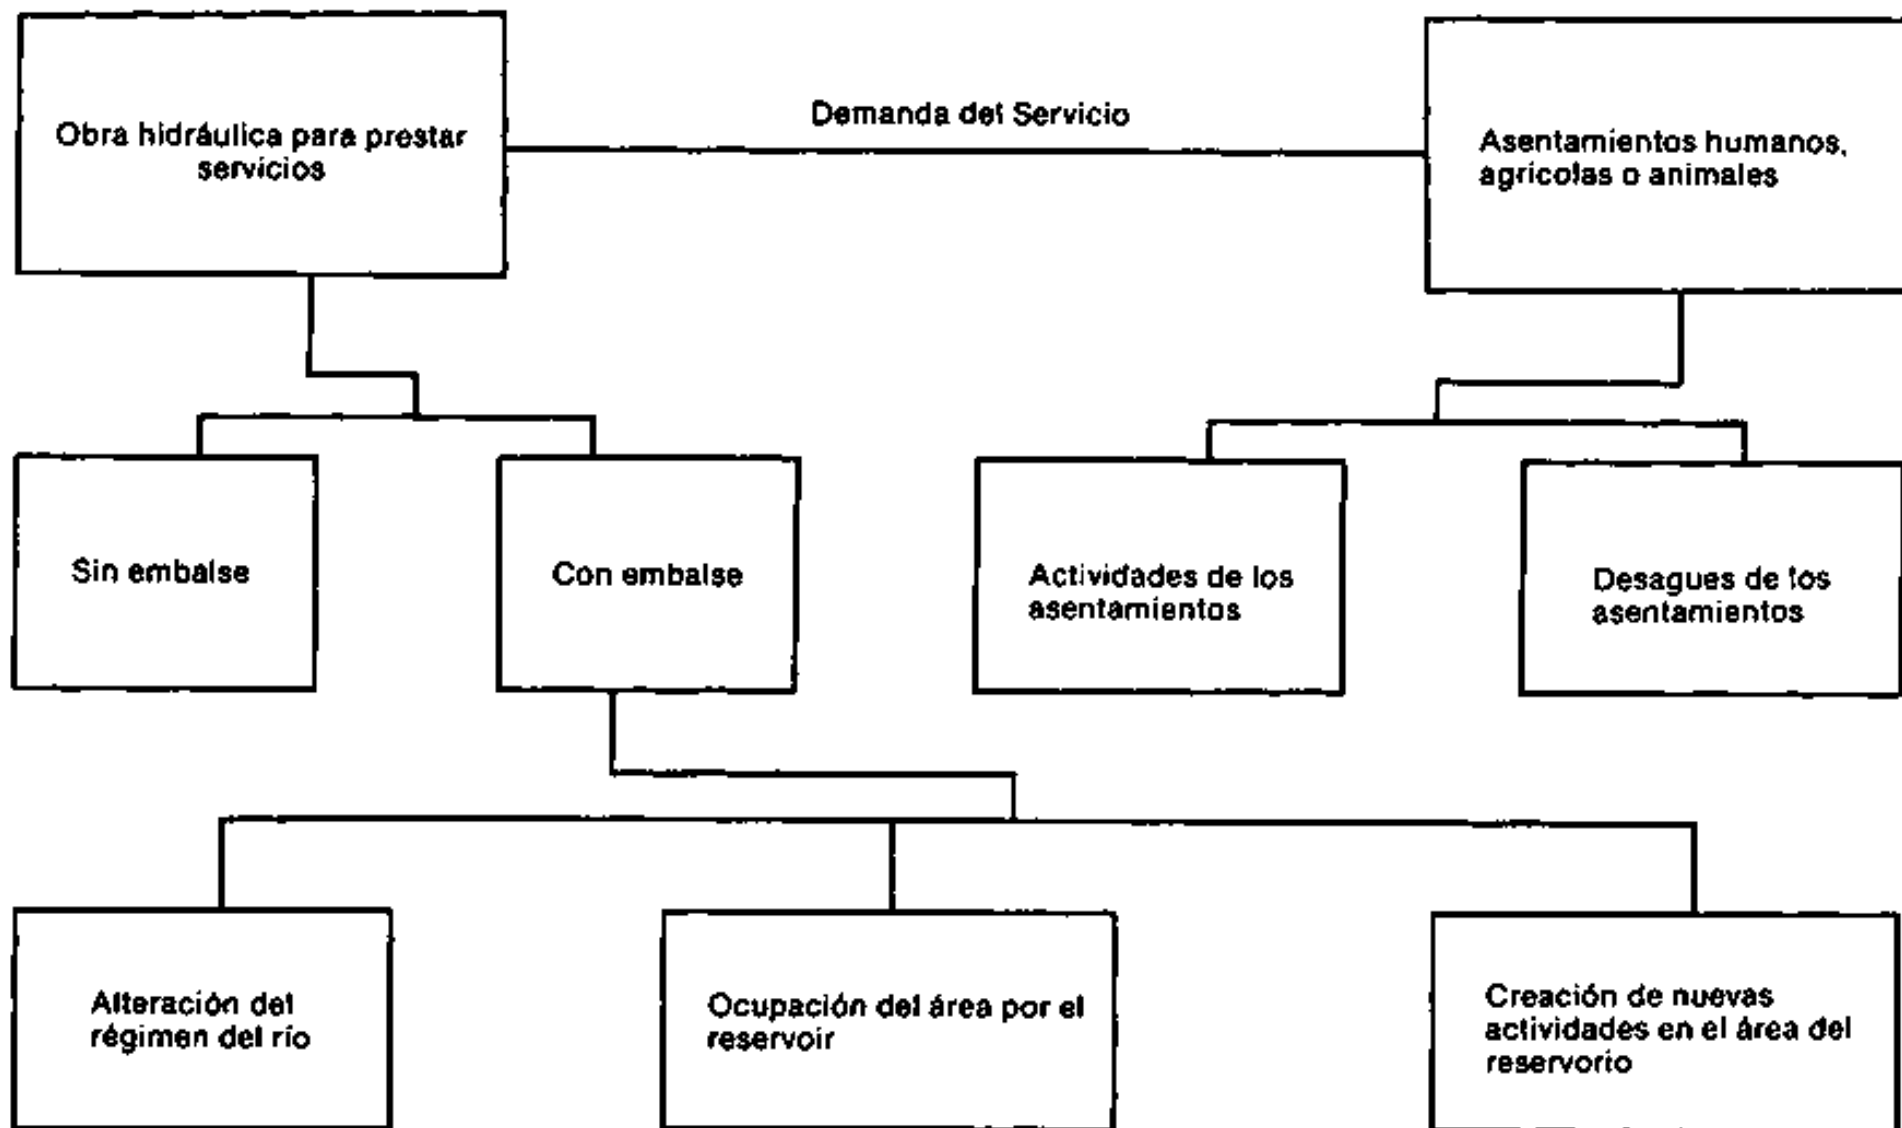 Obra hidráulica para prestar
servicios
Demanda del Servicio
Asentamientos humanos,
agrícolas o animales
Sin embalse
Con embalse
Actividades de los
asentamientos
Desagues de los
asentamientos
Alteración del
régimen del río
Ocupación del área por el
reservoir
Creación de nuevas
actividades en el área del
reservorio